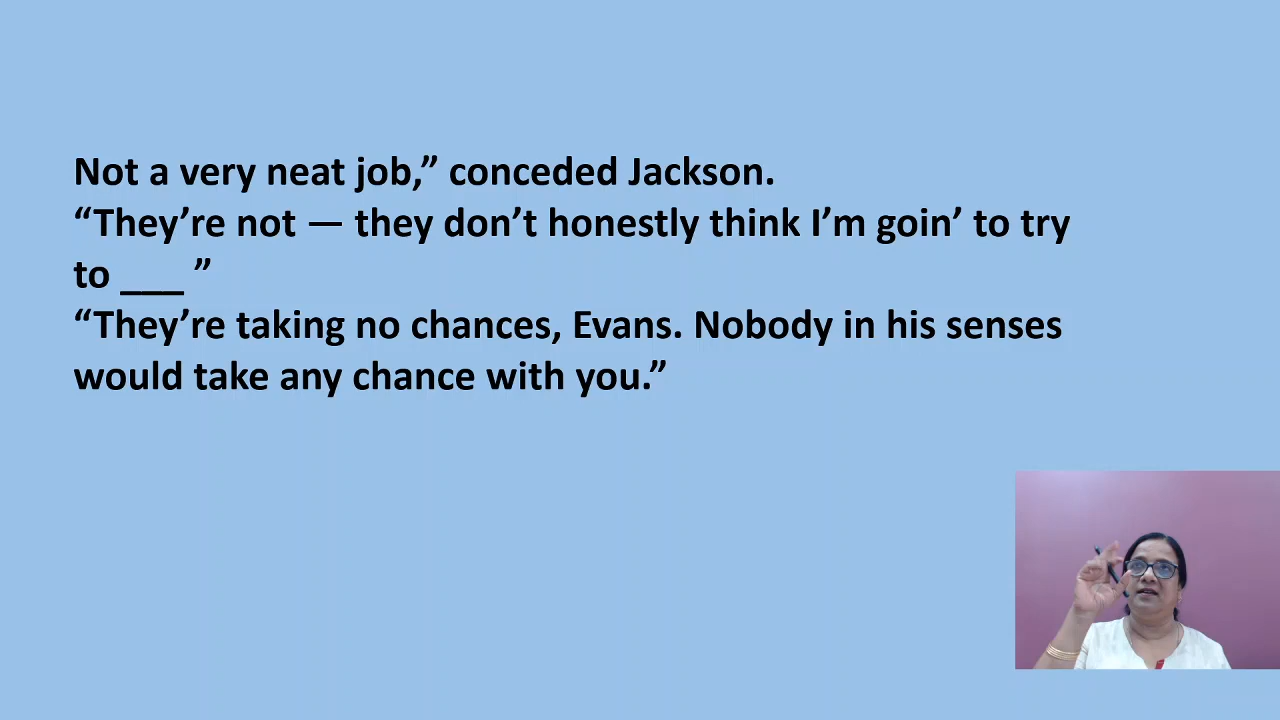 Not a very neat job,” conceded Jackson.
“They’re not — they don’t honestly think I’m goin’ to try
to ___ ”
“They’re taking no chances, Evans. Nobody in his senses
would take any chance with you.”